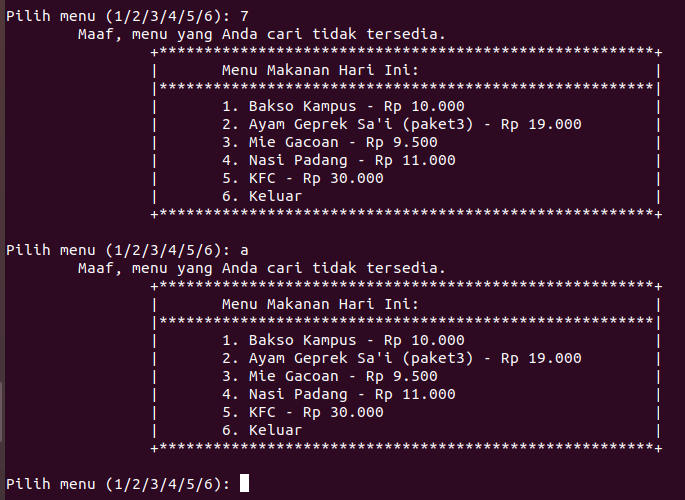 Pilih menu (1/2/3/4/5/6): 7
Maaf, menu yang Anda cari tidak tersedia.
+*******************************************************+
| Menu Makanan Hari Ini: |
|*******************************************************|
| 1. Bakso Kampus - Rp 10.000 |
| 2. Ayam Geprek Sa'i (paket3) - Rp 19.000 |
| 3. Mie Gacoan - Rp 9.500 |
| 4. Nasi Padang - Rp 11.000 |
| 5. KFC - Rp 30.000 |
| 6. Keluar |
+*******************************************************+
Pilih menu (1/2/3/4/5/6): a
Maaf, menu yang Anda cari tidak tersedia.
+*******************************************************+
| Menu Makanan Hari Ini: |
|*******************************************************|
| 1. Bakso Kampus - Rp 10.000 |
| 2. Ayam Geprek Sa'i (paket3) - Rp 19.000 |
| 3. Mie Gacoan - Rp 9.500 |
| 4. Nasi Padang - Rp 11.000 |
| 5. KFC - Rp 30.000 |
| 6. Keluar |
+*******************************************************+
Pilih menu (1/2/3/4/5/6):